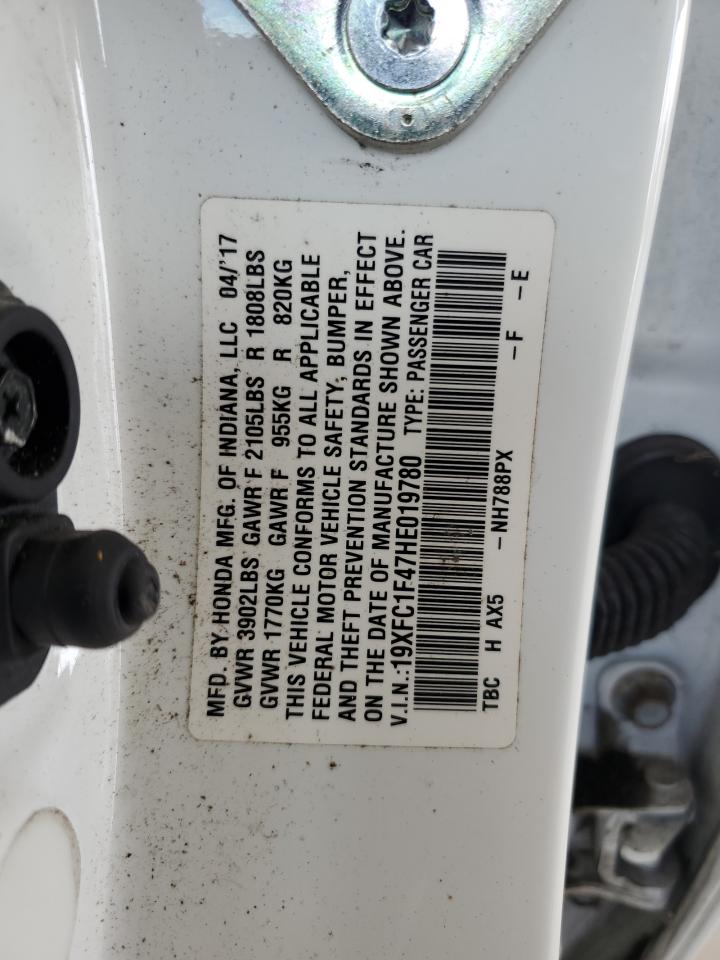 MFD. BY HONDA MFG. OF INDIANA, LLC 04/'17
GVWR 3902LBS GAWR F 2105LBS R 1808LBS
GVWR 1770KG GAWR F 955KG R 820KG
THIS VEHICLE CONFORMS TO ALL APPLICABLE
FEDERAL MOTOR VEHICLE SAFETY, BUMPER,
AND THEFT PREVENTION STANDARDS IN EFFECT
ON THE DATE OF MANUFACTURE SHOWN ABOVE.
V.I.N.:19XFC1F47HE019780 TYPE: PASSENGER CAR
TBC H AX5 -NH788PX -F -E